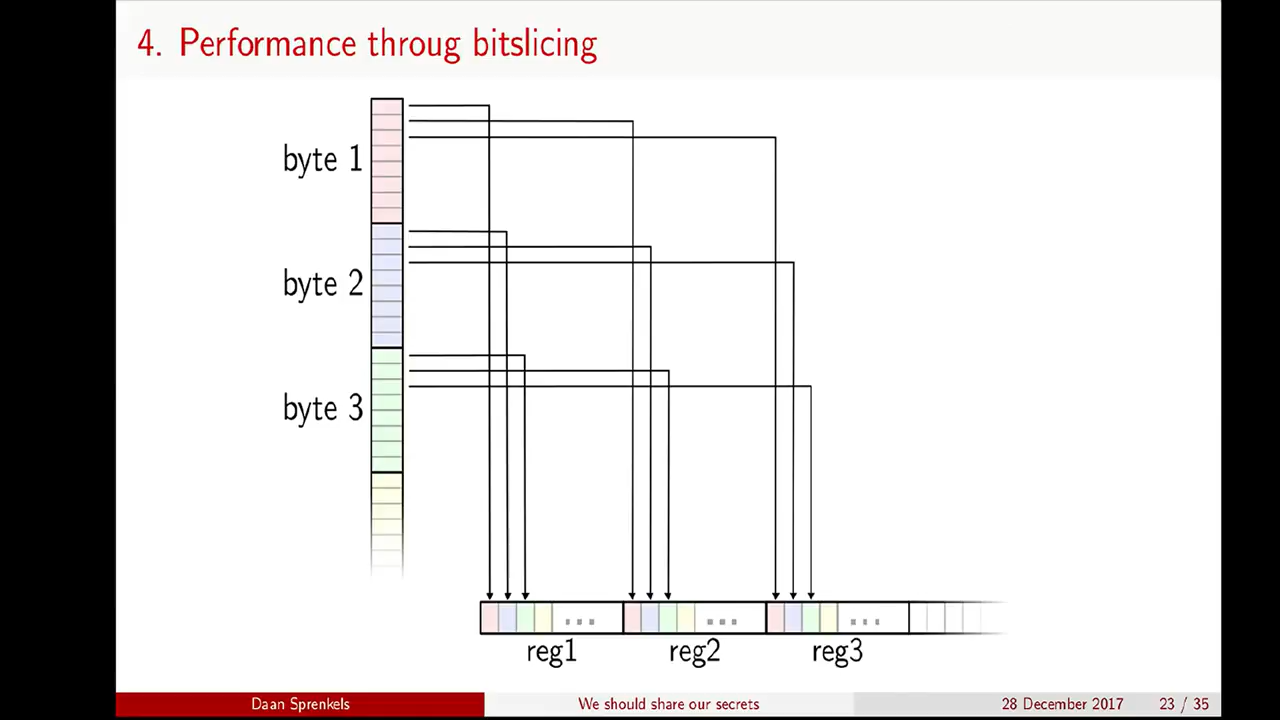 4. Performance throug bitslicing
byte 1
byte 2
byte 3
...
...
...
reg1
reg2
reg3
Daan Sprenkels
We should share our secrets
28 December 2017
23 / 35